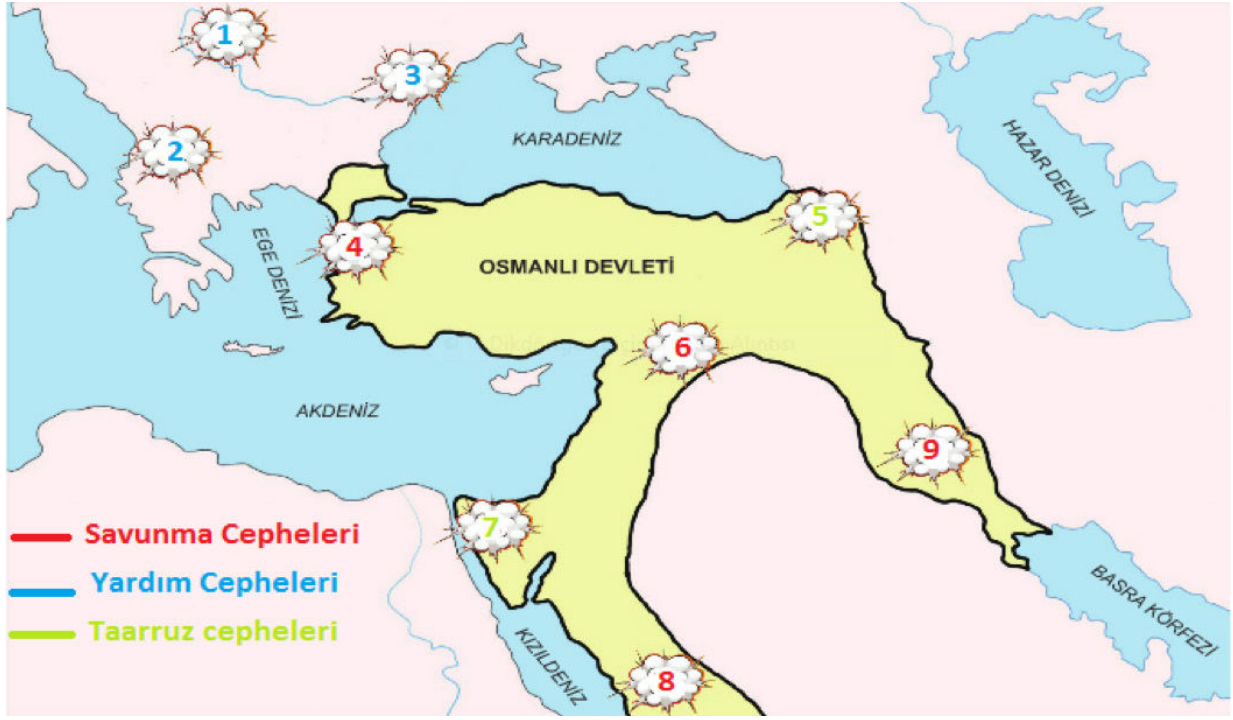 1
3
KARADENİZ
HAZAR DENİZİ
2
5
4
EGE DENİZİ
OSMANLI DEVLETİ
6
AKDENİZ
9
7
Savunma Cepheleri
Yardım Cepheleri
Taarruz cepheleri
BASRA KÖRFEZİ
KIZILDENİZ
8